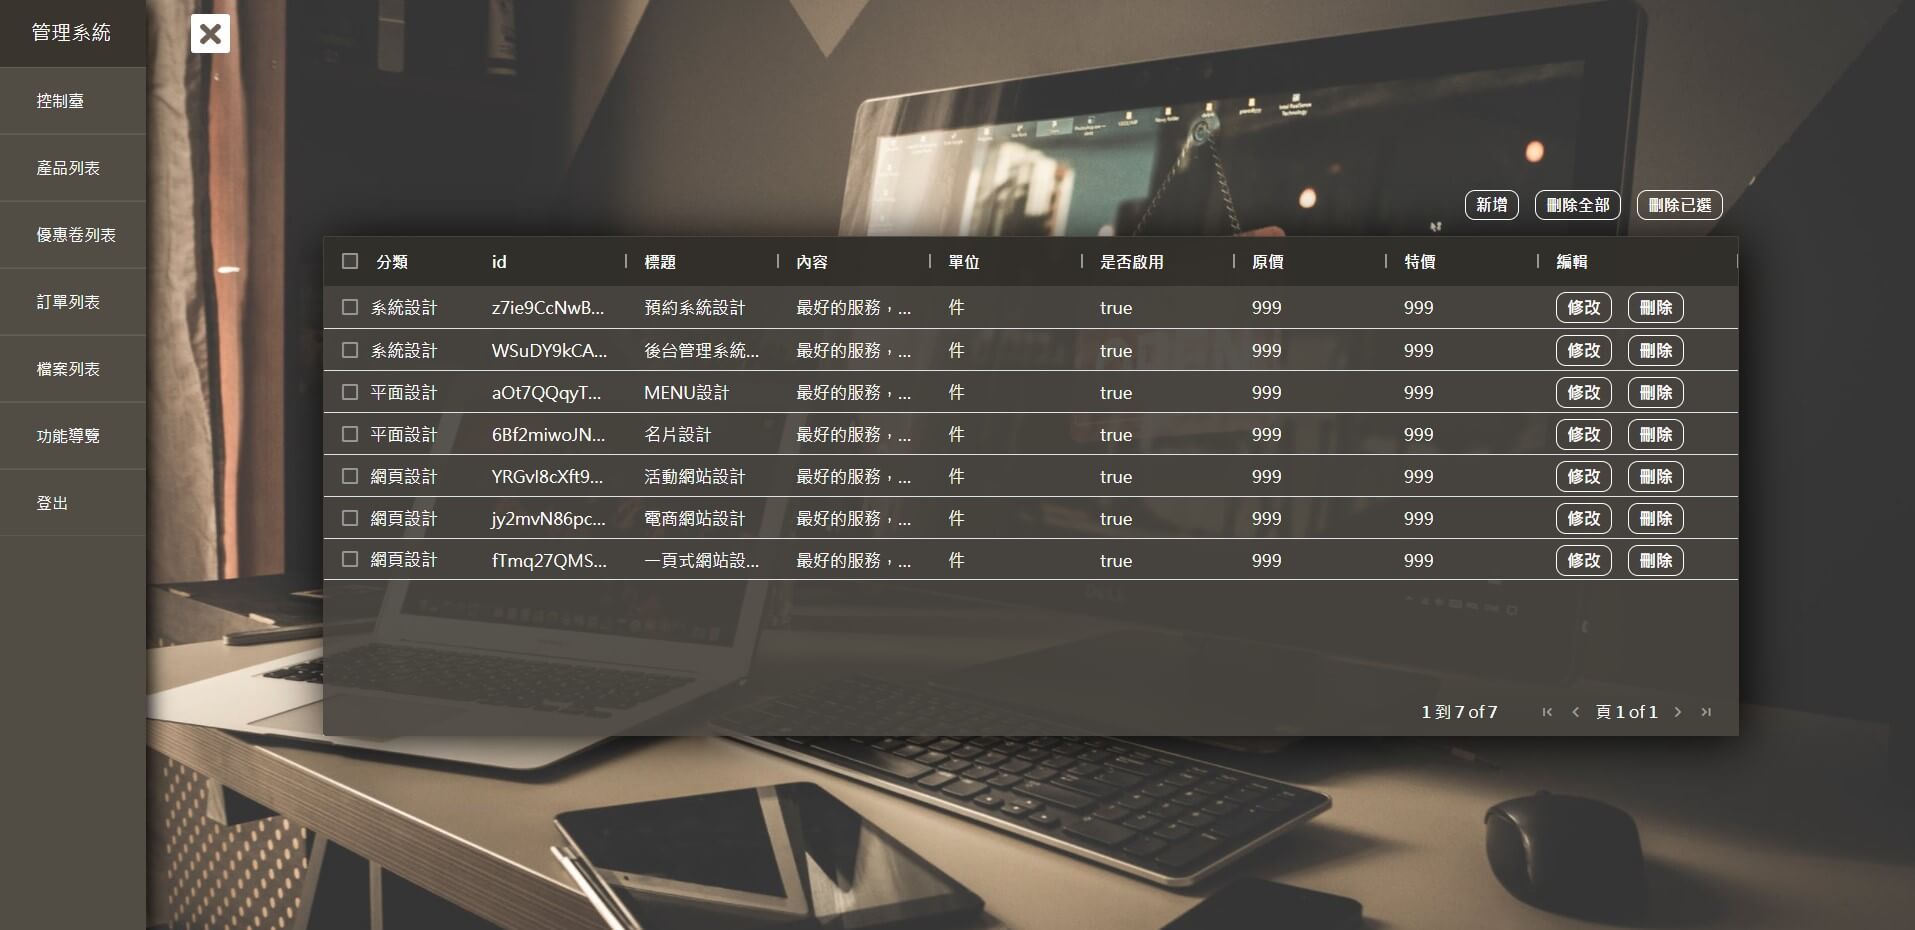 管理系統
控制臺
產品列表
優惠卷列表
訂單列表
檔案列表
功能導覽
登出
新增 刪除全部 刪除已選
分類 id 標題 內容 單位 是否啟用 原價 特價 編輯
系統設計 z7ie9CcNwB... 預約系統設計 最好的服務，... 件 true 999 999 修改 刪除
系統設計 WSuDY9kCA... 後台管理系統... 最好的服務，... 件 true 999 999 修改 刪除
平面設計 aOt7QQqyT... MENU設計 最好的服務，... 件 true 999 999 修改 刪除
平面設計 6Bf2miwoJN... 名片設計 最好的服務，... 件 true 999 999 修改 刪除
網頁設計 YRGvI8cXft9... 活動網站設計 最好的服務，... 件 true 999 999 修改 刪除
網頁設計 jy2mvN86pc... 電商網站設計 最好的服務，... 件 true 999 999 修改 刪除
網頁設計 fTmq27QMS... 一頁式網站設... 最好的服務，... 件 true 999 999 修改 刪除
1 到 7 of 7 頁 1 of 1